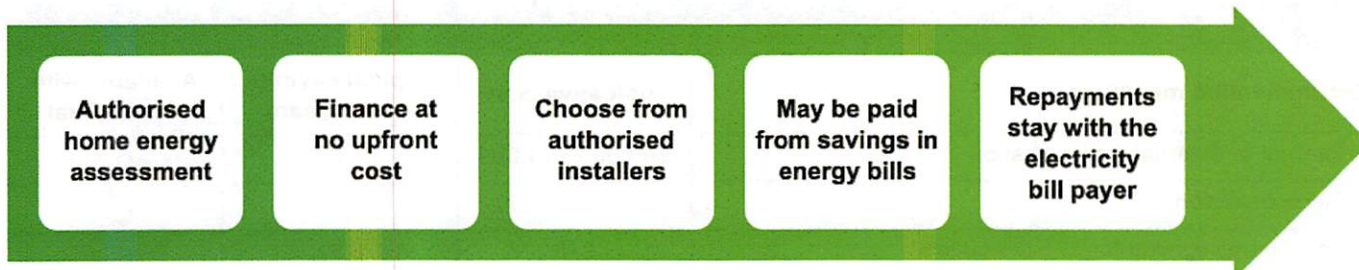 Authorised
home energy
assessment
Finance at
no upfront
cost
Choose from
authorised
installers
May be paid
from savings in
energy bills
Repayments
stay with the
electricity
bill payer